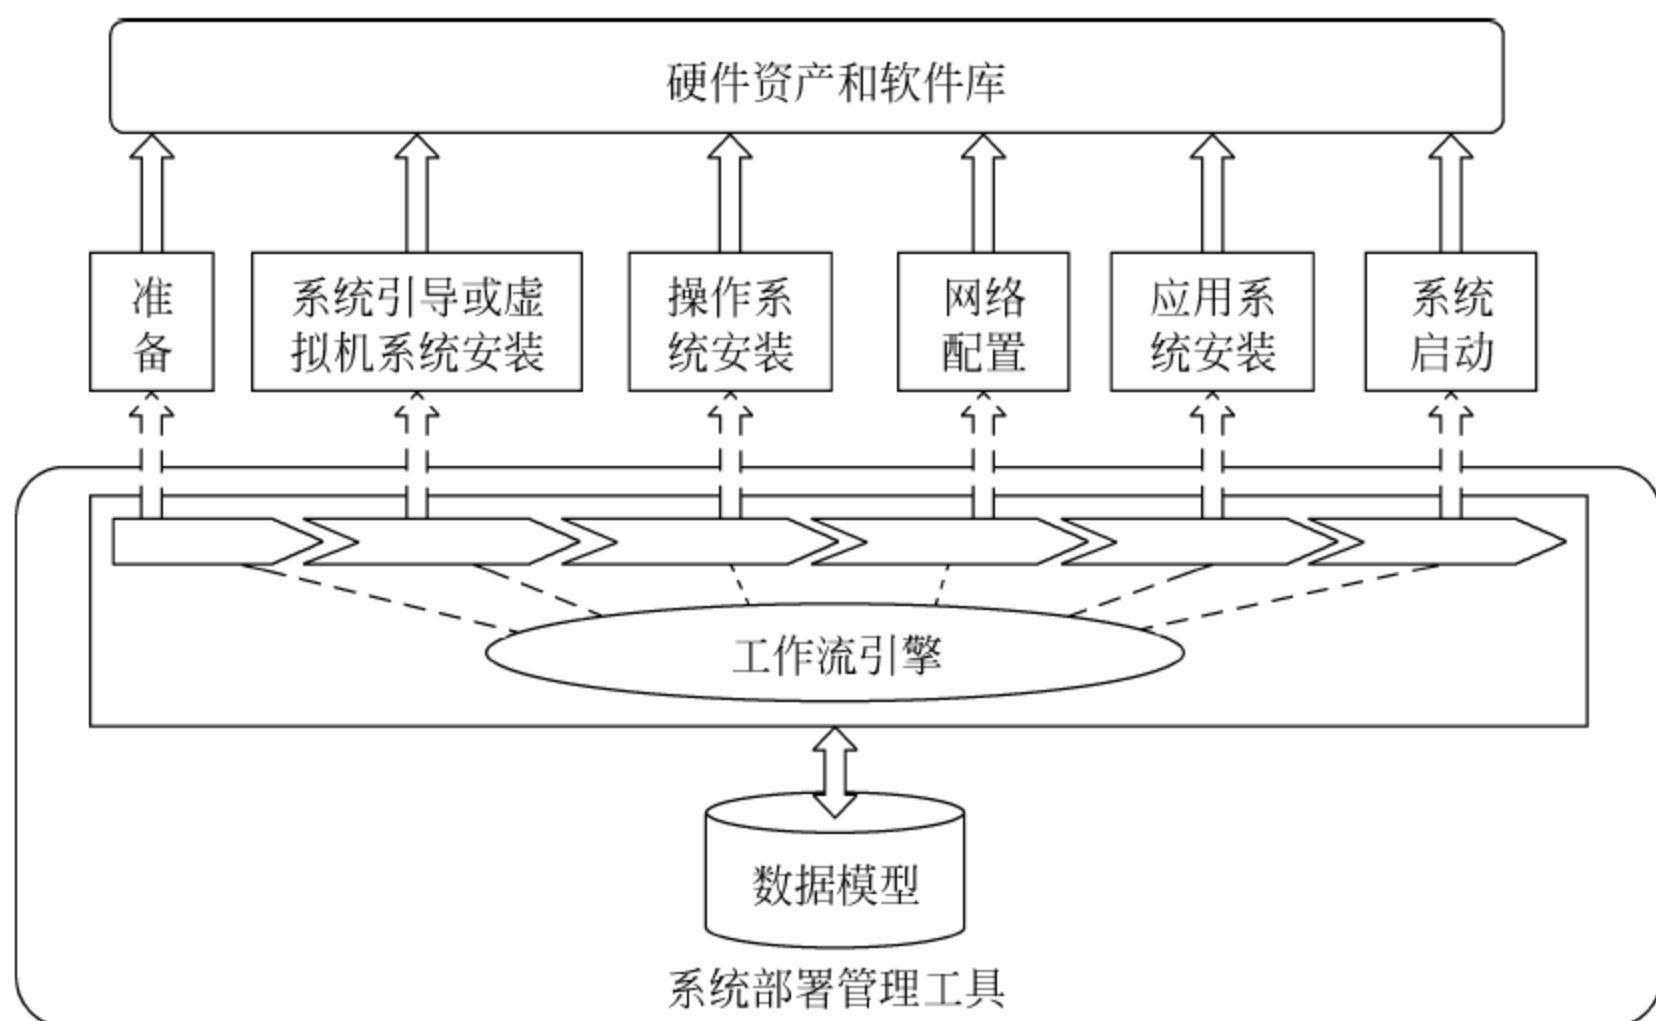 硬件资产和软件库
准
备
系统引导或虚
拟机系统安装
操作系
统安装
网络
配置
应用系
统安装
系统
启动
工作流引擎
数据模型
系统部署管理工具